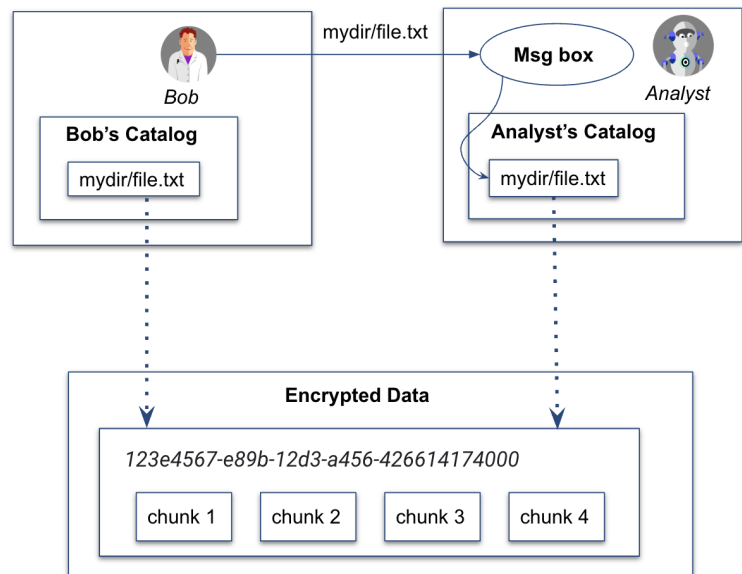 mydir/file.txt
Bob
Msg box
Analyst
Bob's Catalog
mydir/file.txt
Analyst's Catalog
mydir/file.txt
Encrypted Data
123e4567-e89b-12d3-a456-426614174000
chunk 1
chunk 2
chunk 3
chunk 4